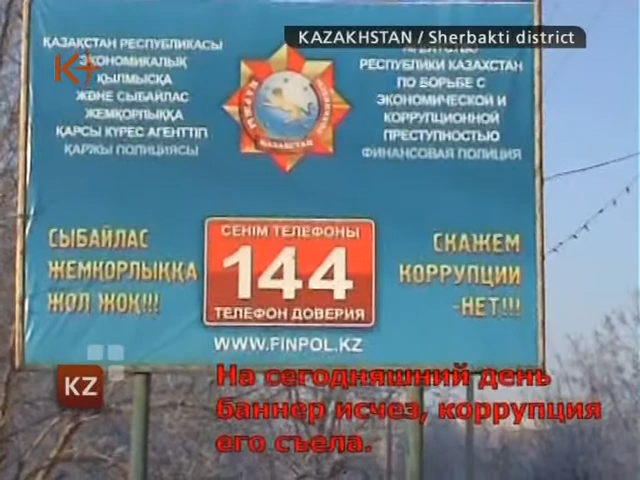 KAZAKHSTAN / Sherbakti district
ҚАЗАҚСТАН РЕСПУБЛИКАСЫ
ЭКОНОМИКАЛЫҚ
ҚЫЛМЫСҚА
ЖӘНЕ СЫБАЙЛАС
ЖЕМҚОРЛЫҚҚА
ҚАРСЫ КҮРЕС АГЕНТТІГІ
ҚАРЖЫ ПОЛИЦИЯСЫ
K+
ҚАЗАҚСТАН
РЕСПУБЛИКИ КАЗАХСТАН
ПО БОРЬБЕ С
ЭКОНОМИЧЕСКОЙ И
КОРРУПЦИОННОЙ
ПРЕСТУПНОСТЬЮ
ФИНАНСОВАЯ ПОЛИЦИЯ
СЫБАЙЛАС
ЖЕМҚОРЛЫҚҚА
ЖОЛ ЖОҚ!!!
СЕНІМ ТЕЛЕФОНЫ
144
ТЕЛЕФОН ДОВЕРИЯ
СКАЖЕМ
КОРРУПЦИИ
-НЕТ!!!
WWW.FINPOL.KZ
KZ
На сегодняшний день
баннер исчез, коррупция
его съела.